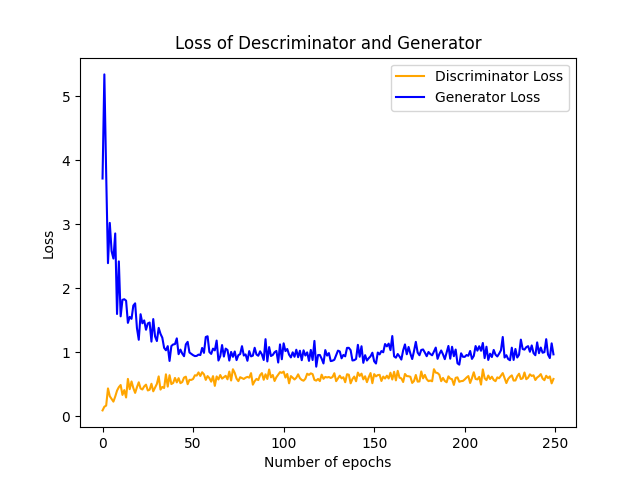 Loss of Descriminator and Generator
Discriminator Loss
Generator Loss
5
4
3
2
1
0
Loss
0 50 100 150 200 250
Number of epochs